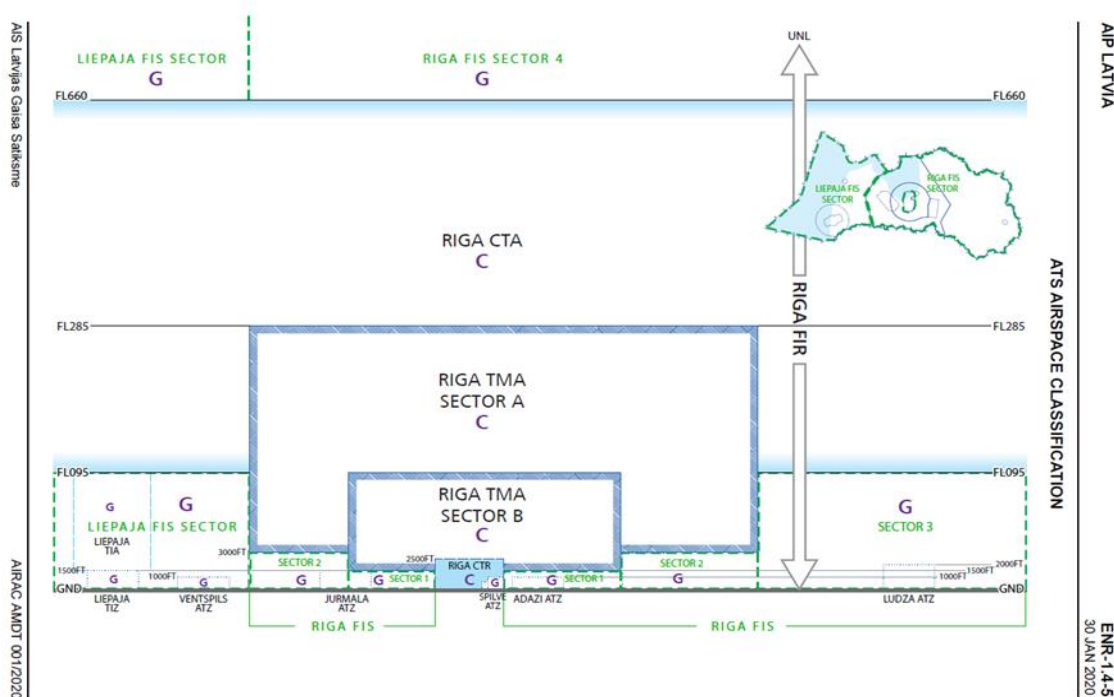 AIP LATVIA
ENR-1.4-5
30 JAN 2020
ATS AIRSPACE CLASSIFICATION
UNL
LIEPAJA FIS SECTOR
G
RIGA FIS SECTOR 4
G
FL660
FL660
LIEPAJA FIS
SECTOR
RIGA FIS
SECTOR
RIGA CTA
C
RIGA FIR
FL285
FL285
RIGA TMA
SECTOR A
C
FL095
FL095
RIGA TMA
SECTOR B
C
G
G
LIEPAJA FIS SECTOR
LIEPAJA
TIA
G
SECTOR 3
3000FT
2500FT
SECTOR 2
SECTOR 2
RIGA CTR
C
1500FT
1000FT
G
G
G
G
SECTOR 1
G
G
SECTOR 1
G
2000FT
1500FT
1000FT
GND
GND
LIEPAJA
TIZ
VENTSPILS
ATZ
JURMALA
ATZ
SPILVE
ATZ
ADAZI ATZ
LUDZA ATZ
RIGA FIS
RIGA FIS
AIS Latvijas Gaisa Satiksme
AIRAC AMDT 001/2020